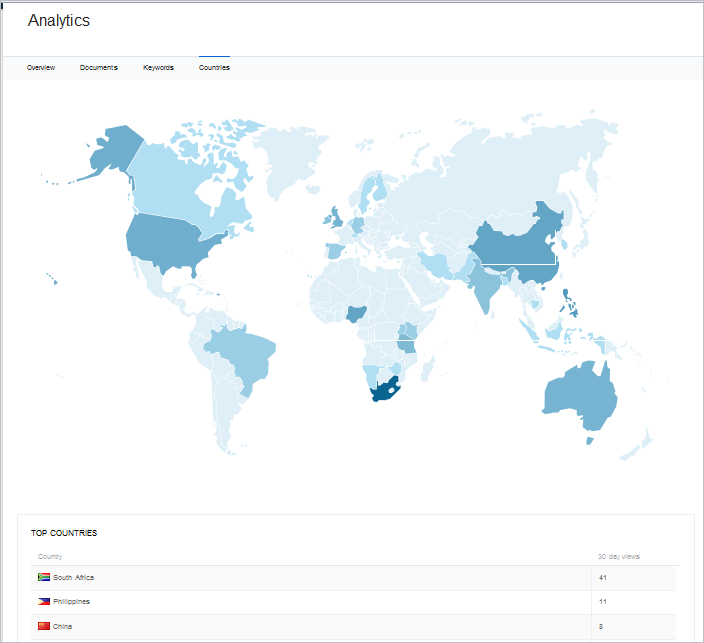 Analytics
Overview Documents Keywords Countries
TOP COUNTRIES
Country 30 day views
South Africa 41
Philippines 11
China 8